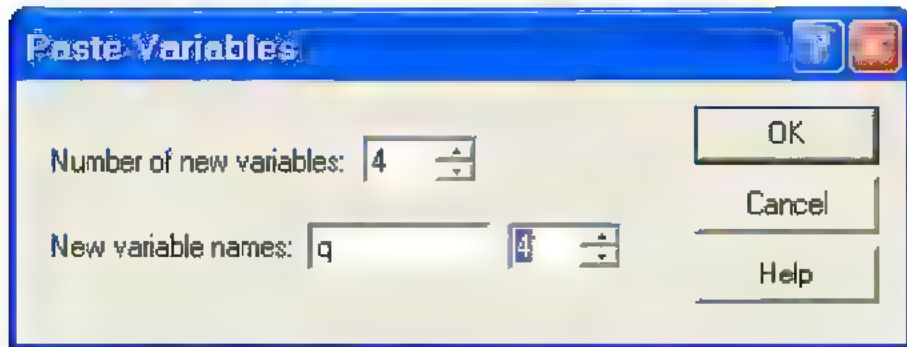 Paste Variables
Number of new variables: 4
New variable names: q 4
OK
Cancel
Help